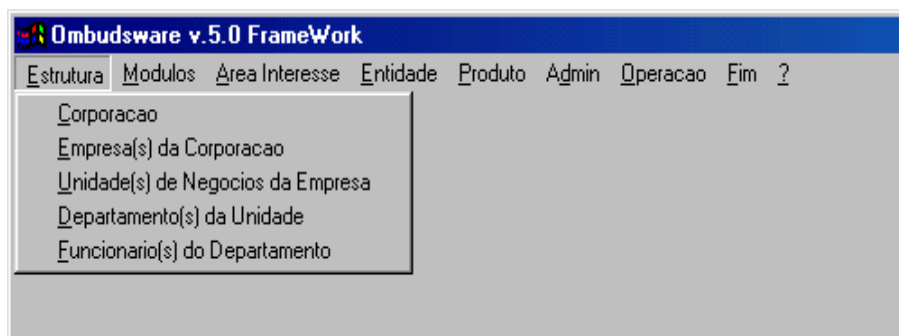 Ombudsware v.5.0 FrameWork
Estrutura Modulos Area Interesse Entidade Produto Admin Operacao Fim ?
Corporacao
Empresa(s) da Corporacao
Unidade(s) de Negocios da Empresa
Departamento(s) da Unidade
Funcionario(s) do Departamento